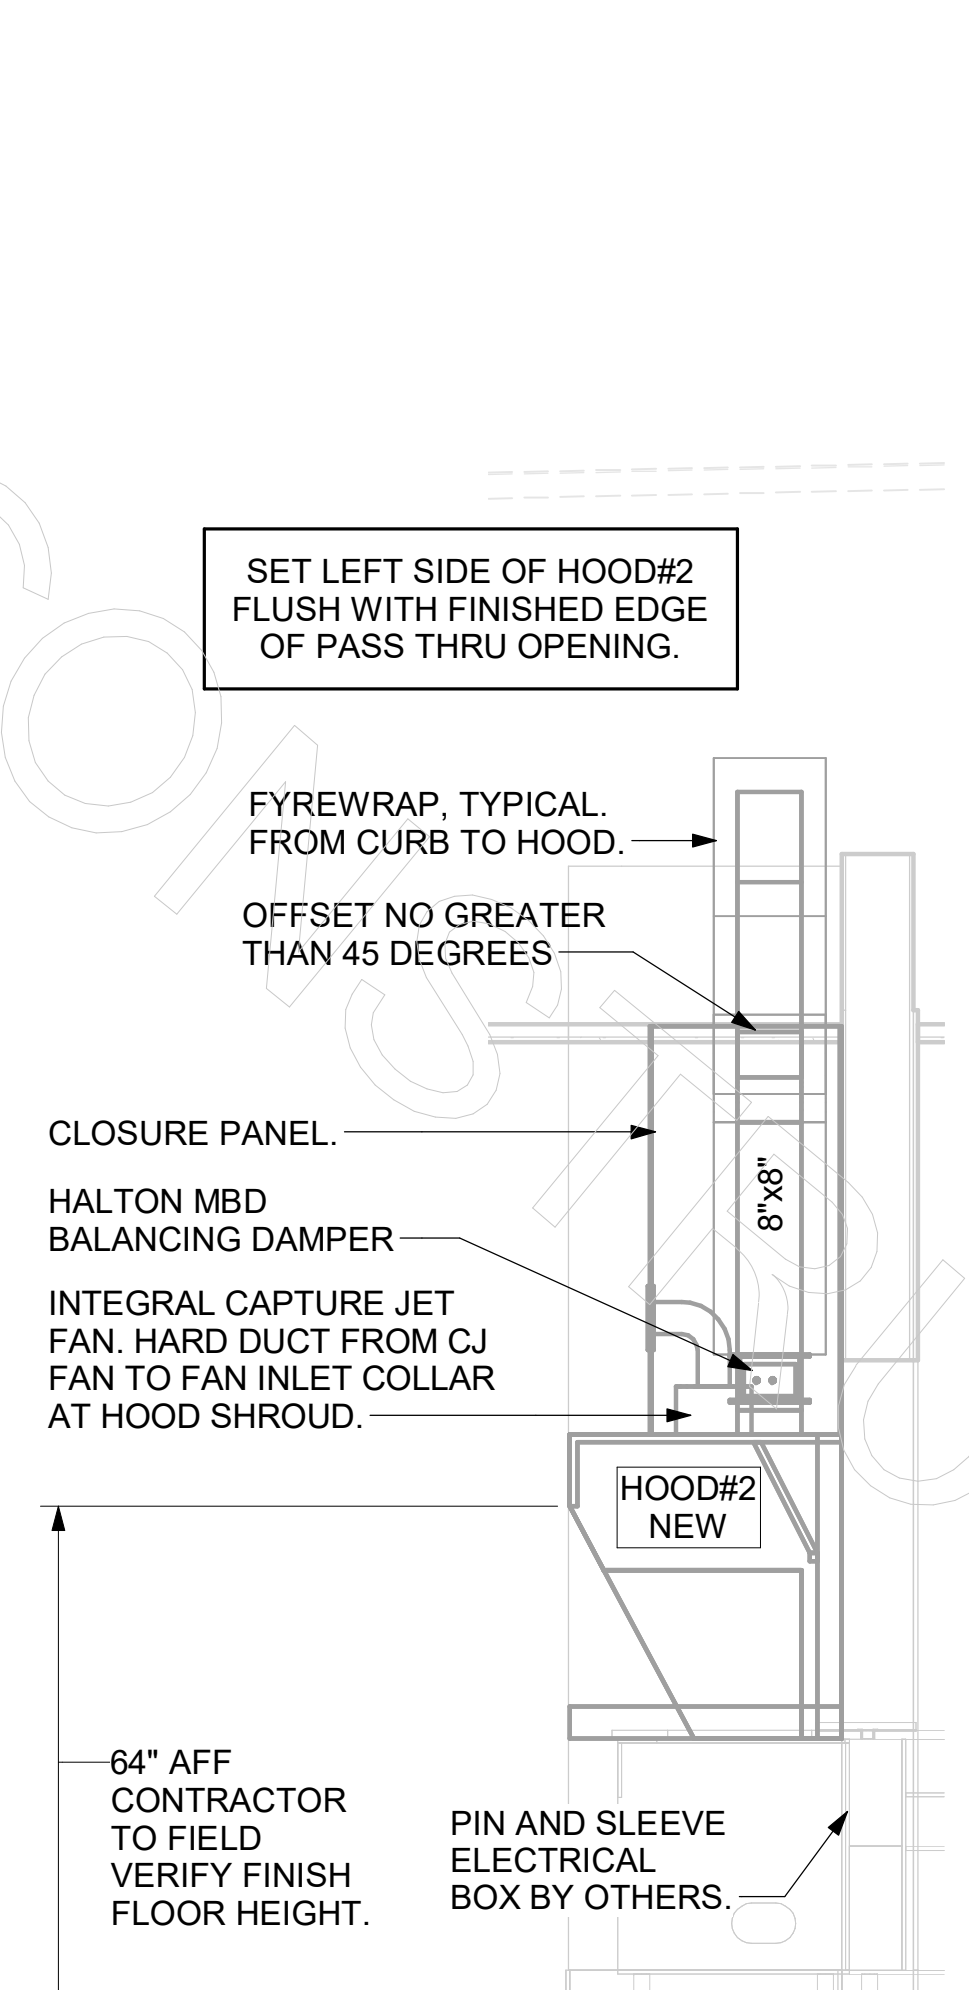 SET LEFT SIDE OF HOOD#2
FLUSH WITH FINISHED EDGE
OF PASS THRU OPENING.
FYREWRAP, TYPICAL.
FROM CURB TO HOOD.
OFFSET NO GREATER
THAN 45 DEGREES
CLOSURE PANEL.
8"x8"
HALTON MBD
BALANCING DAMPER
INTEGRAL CAPTURE JET
FAN. HARD DUCT FROM CJ
FAN TO FAN INLET COLLAR
AT HOOD SHROUD.
HOOD#2
NEW
64" AFF
CONTRACTOR
TO FIELD
VERIFY FINISH
FLOOR HEIGHT.
PIN AND SLEEVE
ELECTRICAL
BOX BY OTHERS.
CONSTRUC